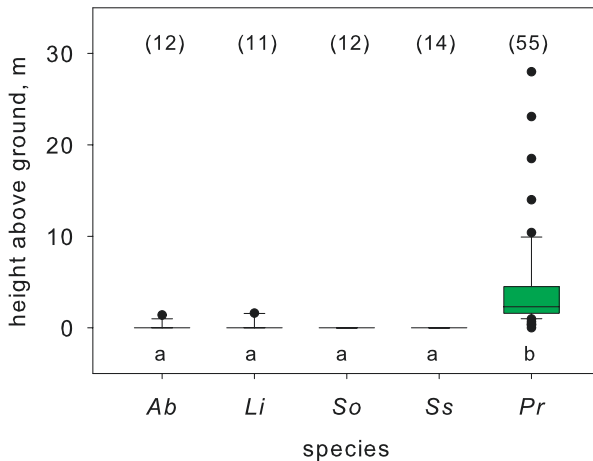 (12) (11) (12) (14) (55)
30
20
10
0
height above ground, m
a a a a b
Ab Li So Ss Pr
species